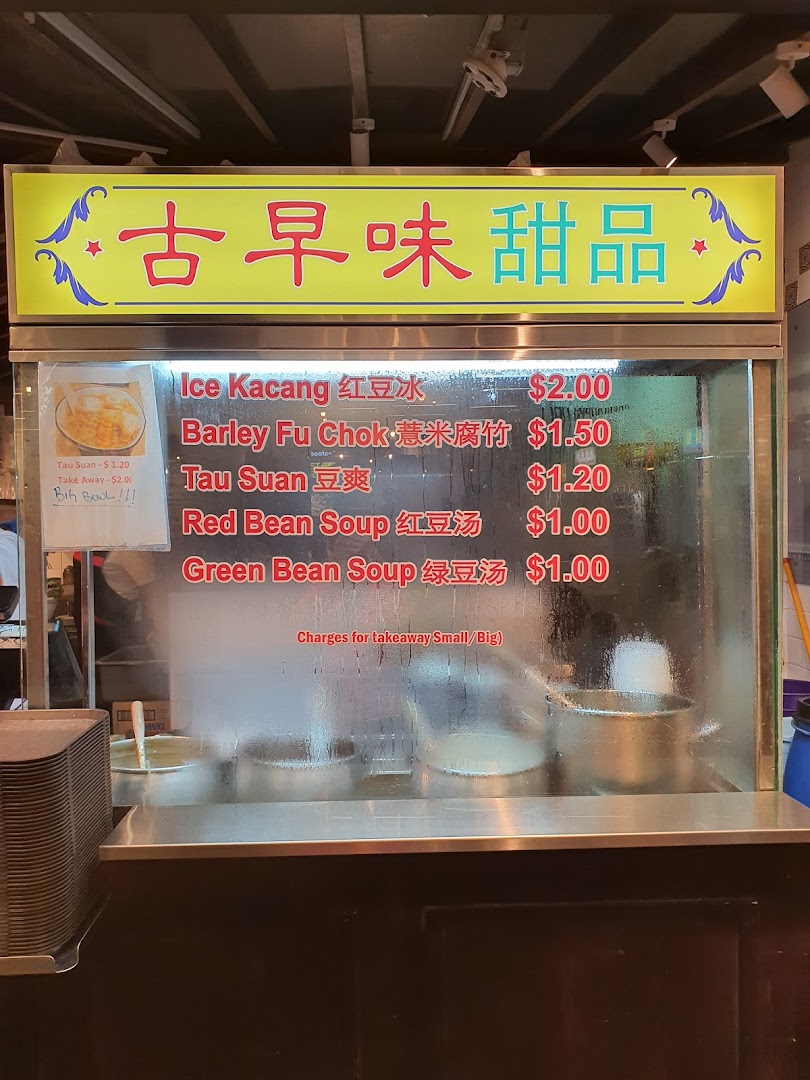 古早味甜品
Ice Kacang 红豆冰 $2.00
Barley Fu Chok 薏米腐竹 $1.50
Tau Suan 豆爽 $1.20
Red Bean Soup 红豆汤 $1.00
Green Bean Soup 绿豆汤 $1.00
Charges for takeaway Small/Big)
Tau Suan - $ 1.20
Take Away - $2.0/
BIG BOWL!!!